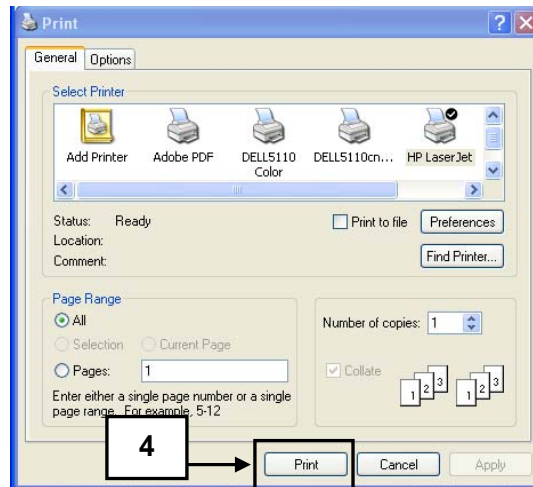 Print
General Options
Select Printer
Add Printer Adobe PDF DELL5110 Color DELL5110cn... HP LaserJet
Status: Ready Print to file Preferences
Location:
Comment: Find Printer...
Page Range
All Number of copies: 1
Selection Current Page
Pages: 1 Collate
Enter either a single page number or a single
page range. For example, 5-12
1 2 3 1 2 3
4
Print Cancel Apply